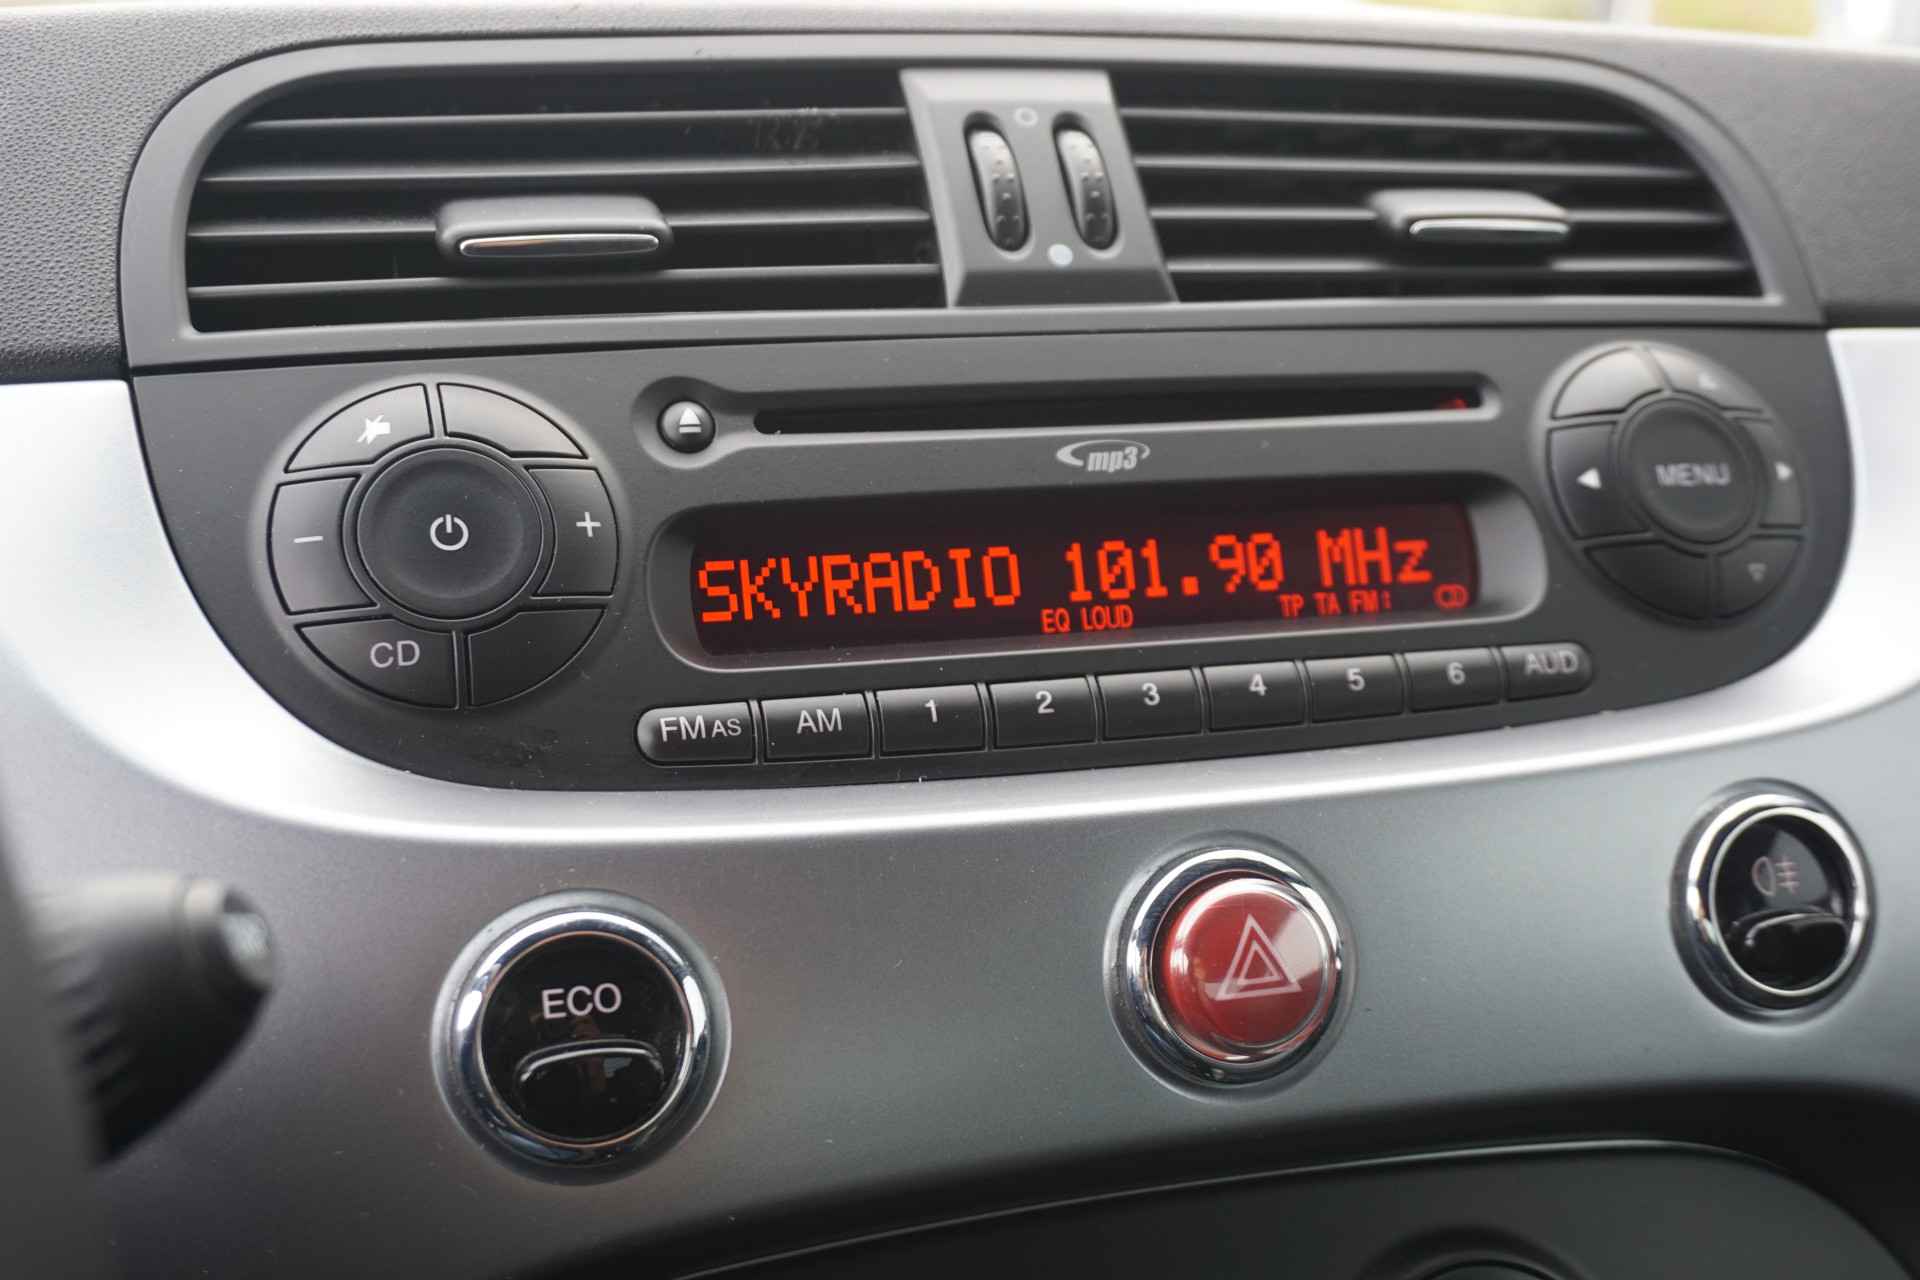 mp3
MENU
SKYRADIO 101.90 MHz
EQ LOUD TP TA FM: CD
CD
FM AS AM 1 2 3 4 5 6 AUD
ECO